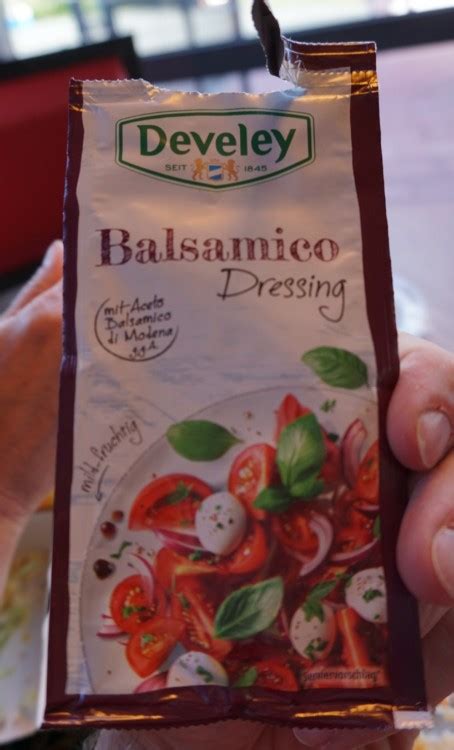 Develey
SEIT 1845
Balsamico
Dressing
mit Aceto
Balsamico
di Modena
g.g.A.
mild-fruchtig
Serviervorschlag